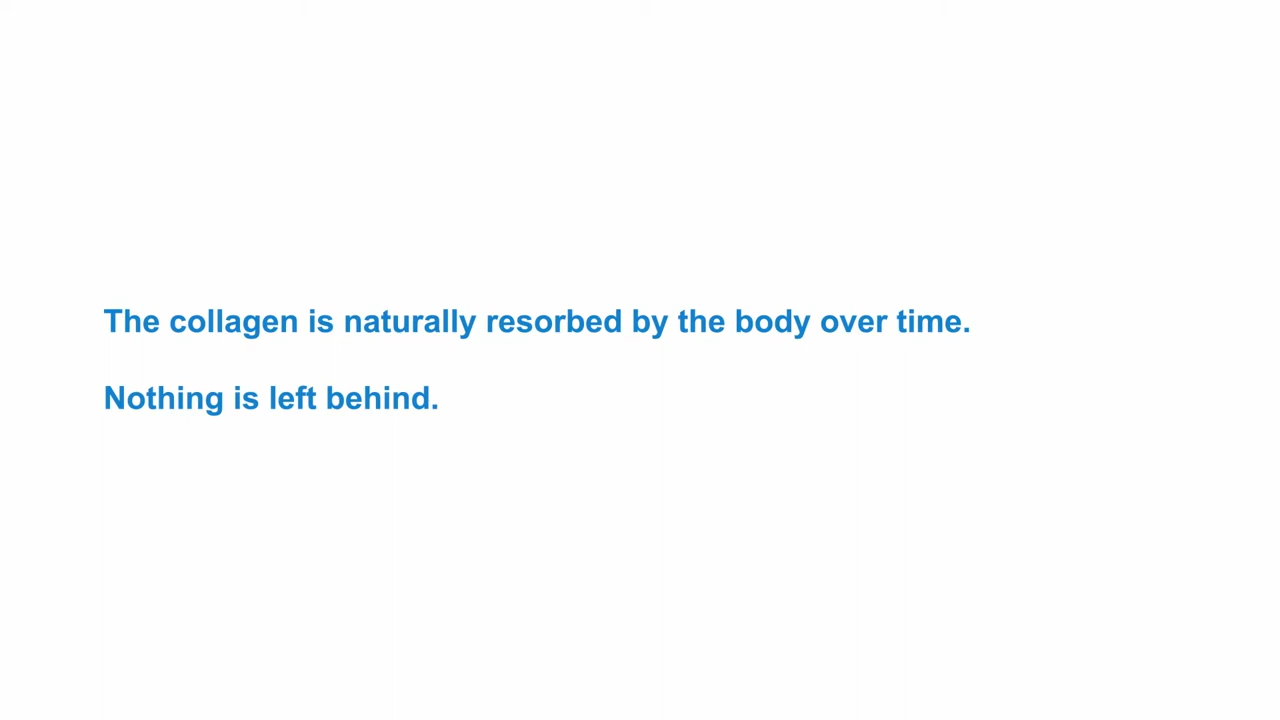 The collagen is naturally resorbed by the body over time.
Nothing is left behind.